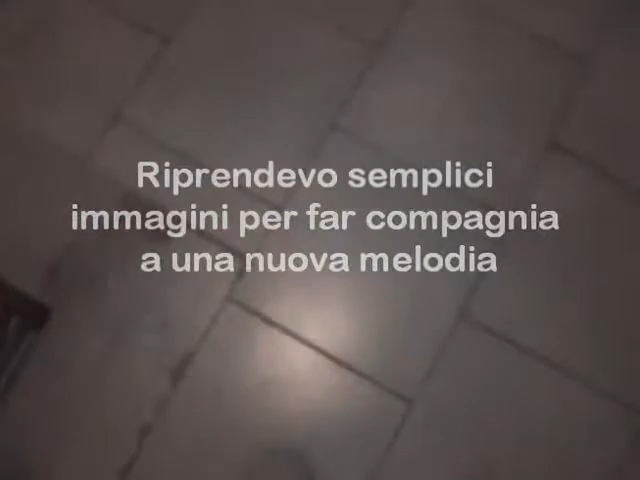 Riprendevo semplici
immagini per far compagnia
a una nuova melodia